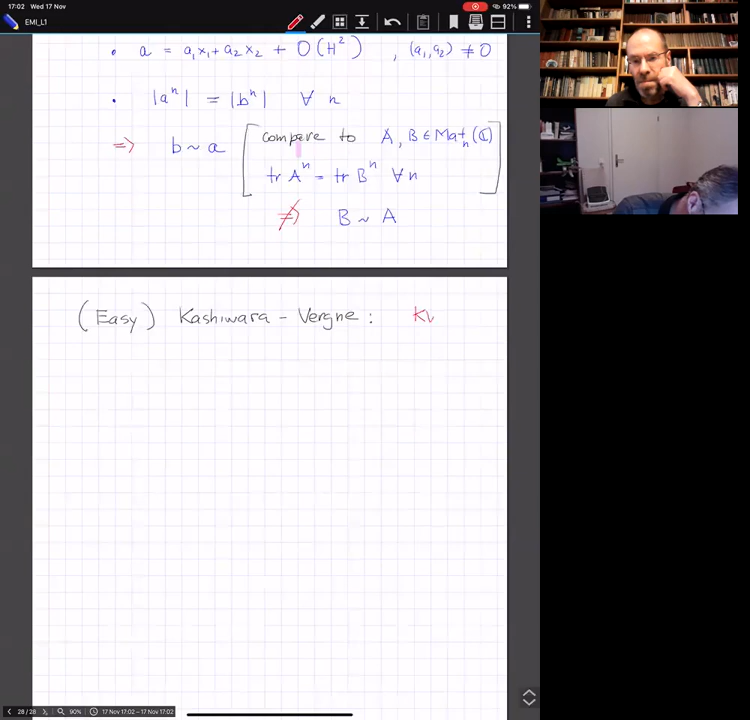 17:02 Wed 17 Nov
92%
EMI_L1
• a = a₁x₁ + a₂x₂ + O(H²) , (a₁,a₂) ≠ 0
• |aⁿ| = |bⁿ| ∀ n
⇒ b ~ a [ compare to A, B ∈ Matₙ(ℂ)
tr Aⁿ = tr Bⁿ ∀n ]
⇏ B ~ A
(Easy) Kashiwara - Vergne : KV
28 / 28 90% 17 Nov 17:02 – 17 Nov 17:02